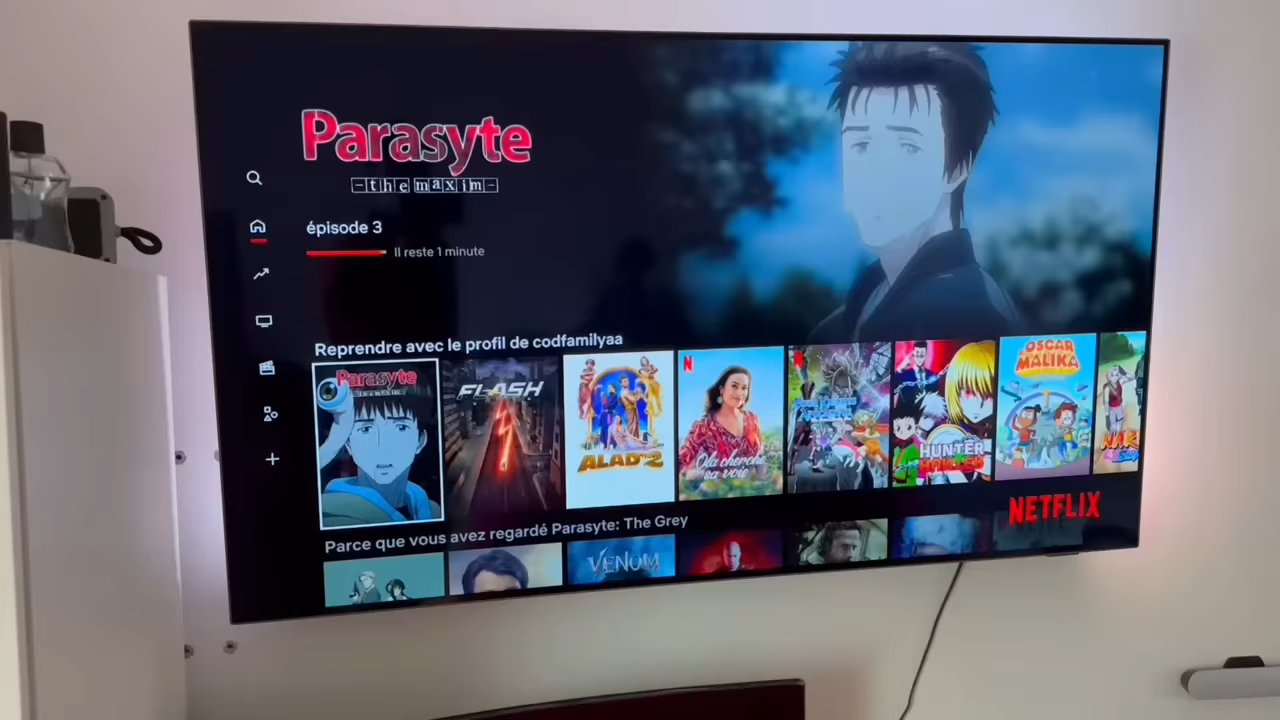 Parasyte
-the maxim-
épisode 3
Il reste 1 minute
Reprendre avec le profil de codfamilyaa
Parasyte
FLASH
ALAD'2
N
Ola cherche
sa voie
N
HUNTER
HUNTER
OSCAR
MALIKA
NETFLIX
Parce que vous avez regardé Parasyte: The Grey
VENOM